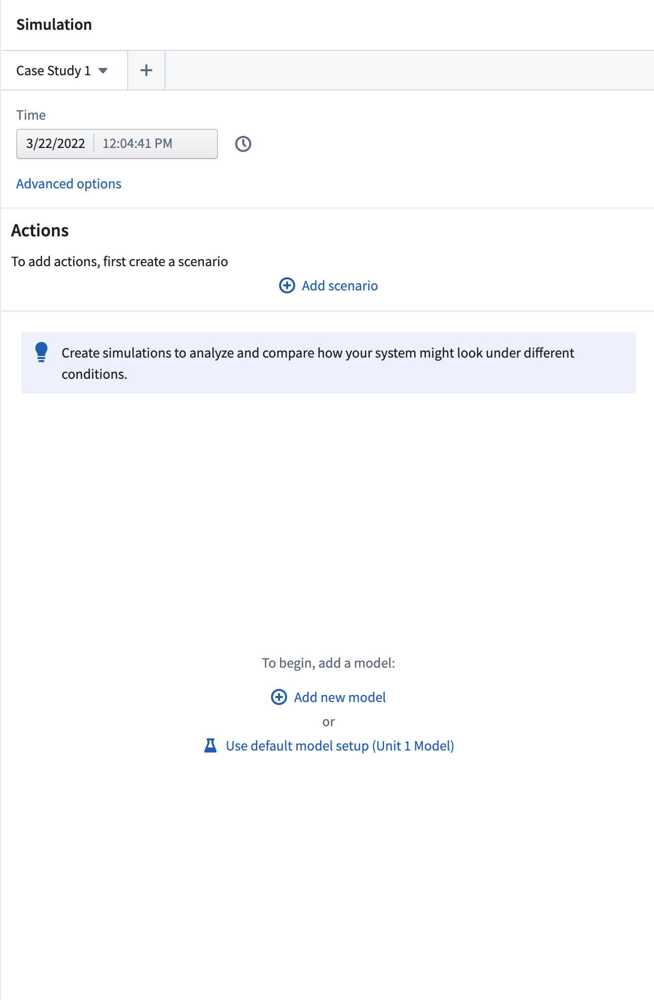 Simulation
Case Study 1
Time
3/22/2022 12:04:41 PM
Advanced options
Actions
To add actions, first create a scenario
Add scenario
Create simulations to analyze and compare how your system might look under different
conditions.
To begin, add a model:
Add new model
or
Use default model setup (Unit 1 Model)